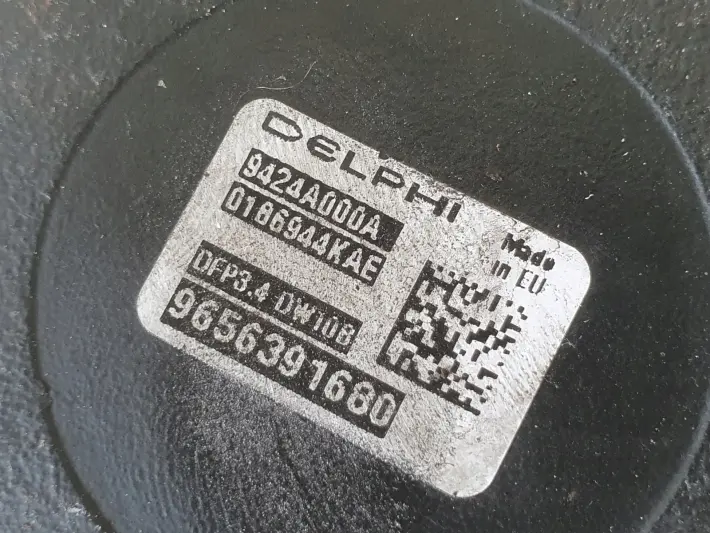 DELPHI
9424A000A
0186944KAE
Made
in EU
DFP3.4 DW10B
9656391680